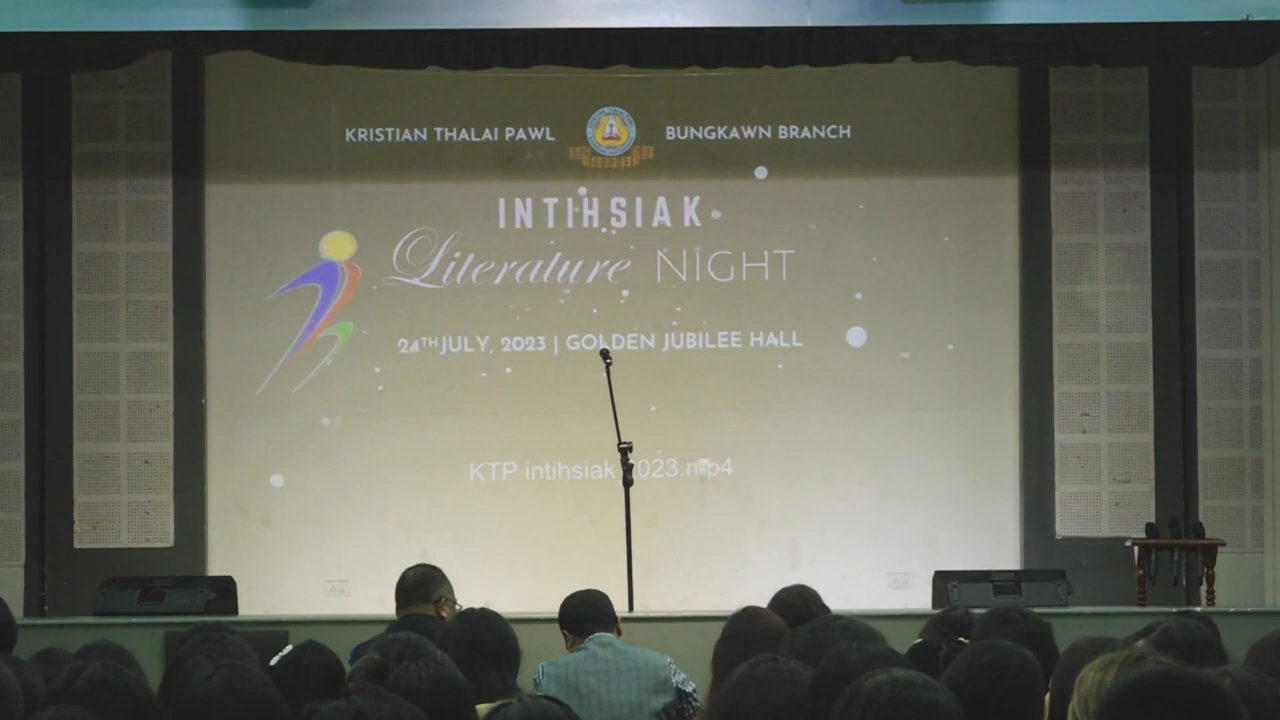 KRISTIAN THALAI PAWL BUNGKAWN BRANCH
INTIHSIAK
Literature NIGHT
24TH JULY, 2023 | GOLDEN JUBILEE HALL
KTP intihsiak 2023.mp4